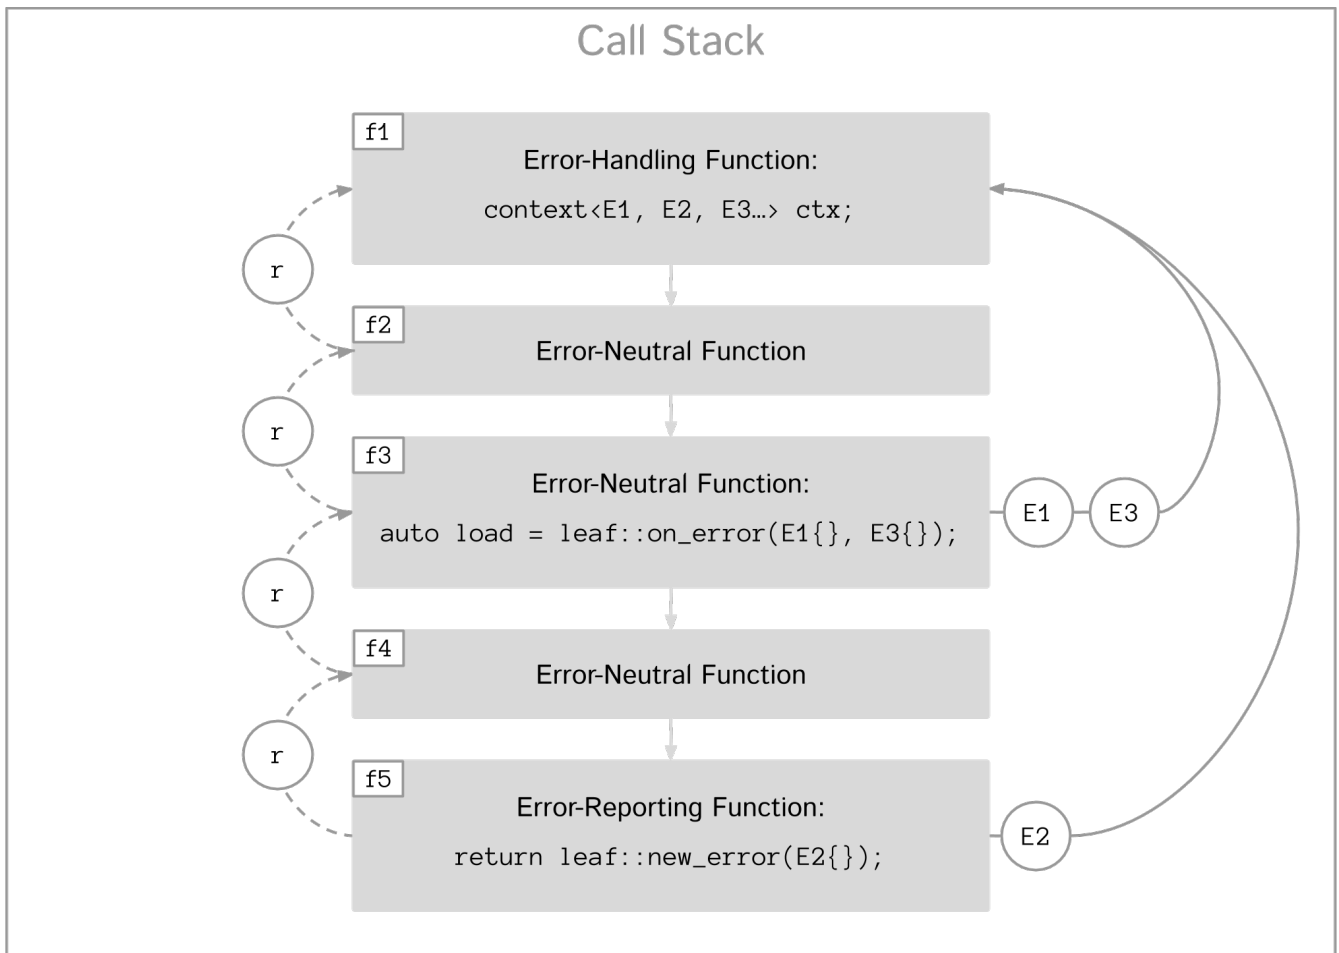 Call Stack
f1
Error-Handling Function:
context<E1, E2, E3…> ctx;
r
f2
Error-Neutral Function
r
f3
Error-Neutral Function:
auto load = leaf::on_error(E1{}, E3{});
E1
E3
r
f4
Error-Neutral Function
r
f5
Error-Reporting Function:
return leaf::new_error(E2{});
E2